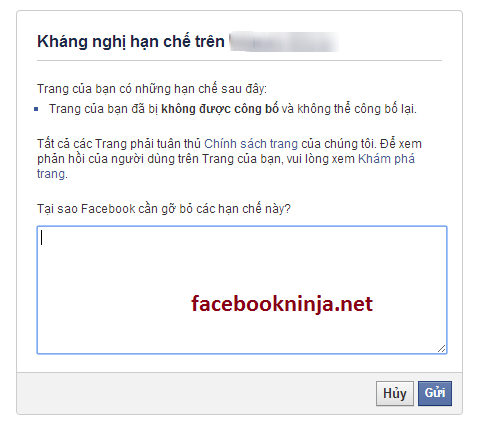 Kháng nghị hạn chế trên
Trang của bạn có những hạn chế sau đây:
Trang của bạn đã bị không được công bố và không thể công bố lại.
Tất cả các Trang phải tuân thủ Chính sách trang của chúng tôi. Để xem
phản hồi của người dùng trên Trang của bạn, vui lòng xem Khám phá
trang.
Tại sao Facebook cần gỡ bỏ các hạn chế này?
facebookninja.net
Hủy Gửi